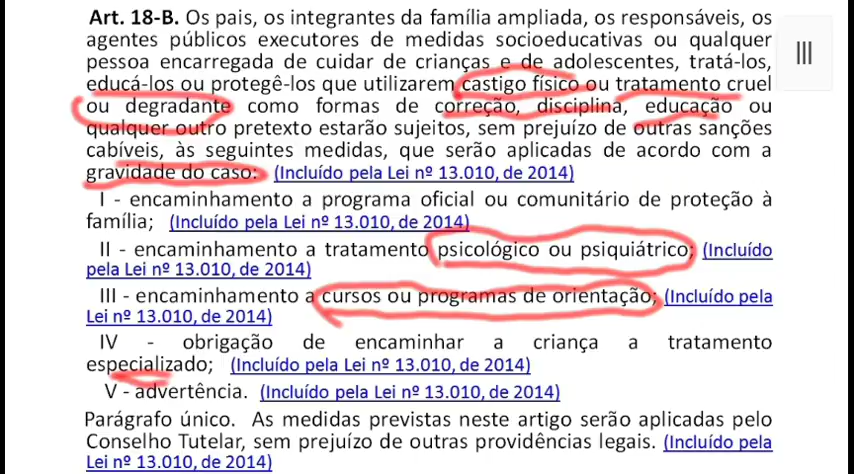 Art. 18-B. Os pais, os integrantes da família ampliada, os responsáveis, os
agentes públicos executores de medidas socioeducativas ou qualquer
pessoa encarregada de cuidar de crianças e de adolescentes, tratá-los,
educá-los ou protegê-los que utilizarem castigo físico ou tratamento cruel
ou degradante como formas de correção, disciplina, educação ou
qualquer outro pretexto estarão sujeitos, sem prejuízo de outras sanções
cabíveis, às seguintes medidas, que serão aplicadas de acordo com a
gravidade do caso: (Incluído pela Lei nº 13.010, de 2014)
I - encaminhamento a programa oficial ou comunitário de proteção à
família; (Incluído pela Lei nº 13.010, de 2014)
II - encaminhamento a tratamento psicológico ou psiquiátrico; (Incluído
pela Lei nº 13.010, de 2014)
III - encaminhamento a cursos ou programas de orientação; (Incluído pela
Lei nº 13.010, de 2014)
IV - obrigação de encaminhar a criança a tratamento
especializado; (Incluído pela Lei nº 13.010, de 2014)
V - advertência. (Incluído pela Lei nº 13.010, de 2014)
Parágrafo único. As medidas previstas neste artigo serão aplicadas pelo
Conselho Tutelar, sem prejuízo de outras providências legais. (Incluído pela
Lei nº 13.010, de 2014)